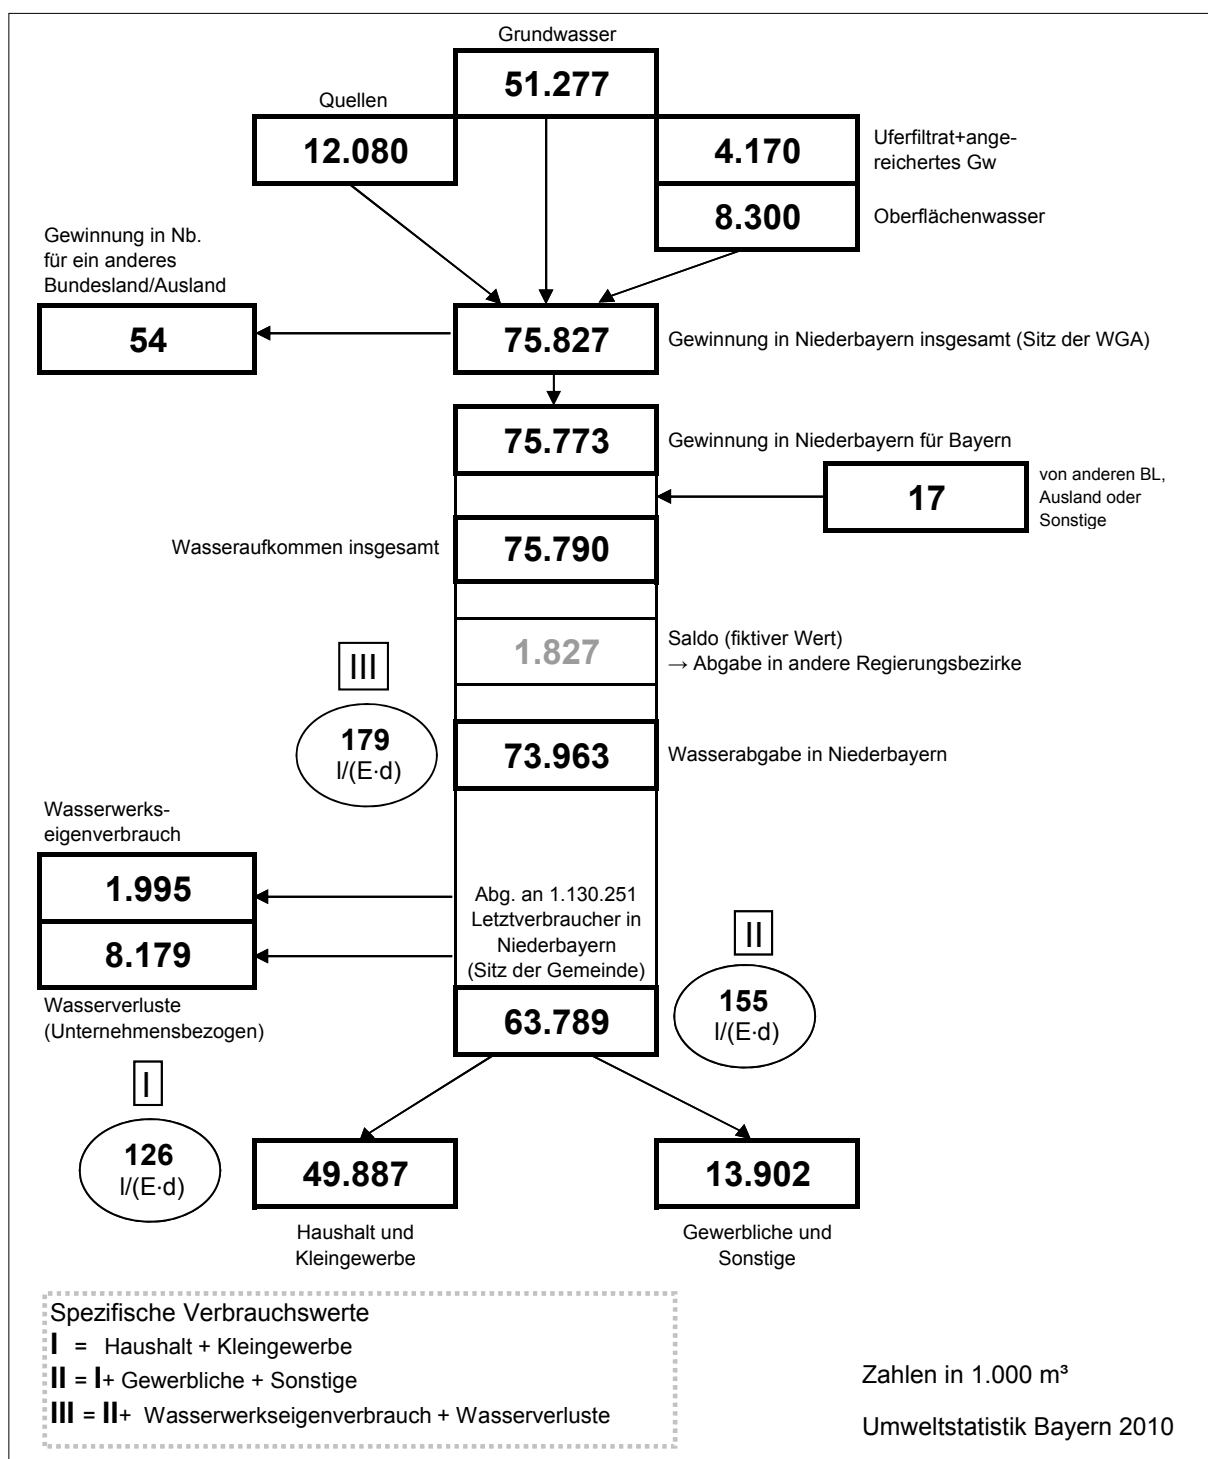 Grundwasser
51.277
Quellen
12.080
4.170
Uferfiltrat+ange-
reichertes Gw
8.300
Oberflächenwasser
Gewinnung in Nb.
für ein anderes
Bundesland/Ausland
54
75.827
Gewinnung in Niederbayern insgesamt (Sitz der WGA)
75.773
Gewinnung in Niederbayern für Bayern
17
von anderen BL,
Ausland oder
Sonstige
Wasseraufkommen insgesamt
75.790
1.827
Saldo (fiktiver Wert)
→ Abgabe in andere Regierungsbezirke
III
179
l/(E·d)
73.963
Wasserabgabe in Niederbayern
Wasserwerks-
eigenverbrauch
1.995
8.179
Wasserverluste
(Unternehmensbezogen)
Abg. an 1.130.251
Letztverbraucher in
Niederbayern
(Sitz der Gemeinde)
63.789
II
155
l/(E·d)
I
126
l/(E·d)
49.887
Haushalt und
Kleingewerbe
13.902
Gewerbliche und
Sonstige
Spezifische Verbrauchswerte
I = Haushalt + Kleingewerbe
II = I+ Gewerbliche + Sonstige
III = II+ Wasserwerkseigenverbrauch + Wasserverluste
Zahlen in 1.000 m³
Umweltstatistik Bayern 2010